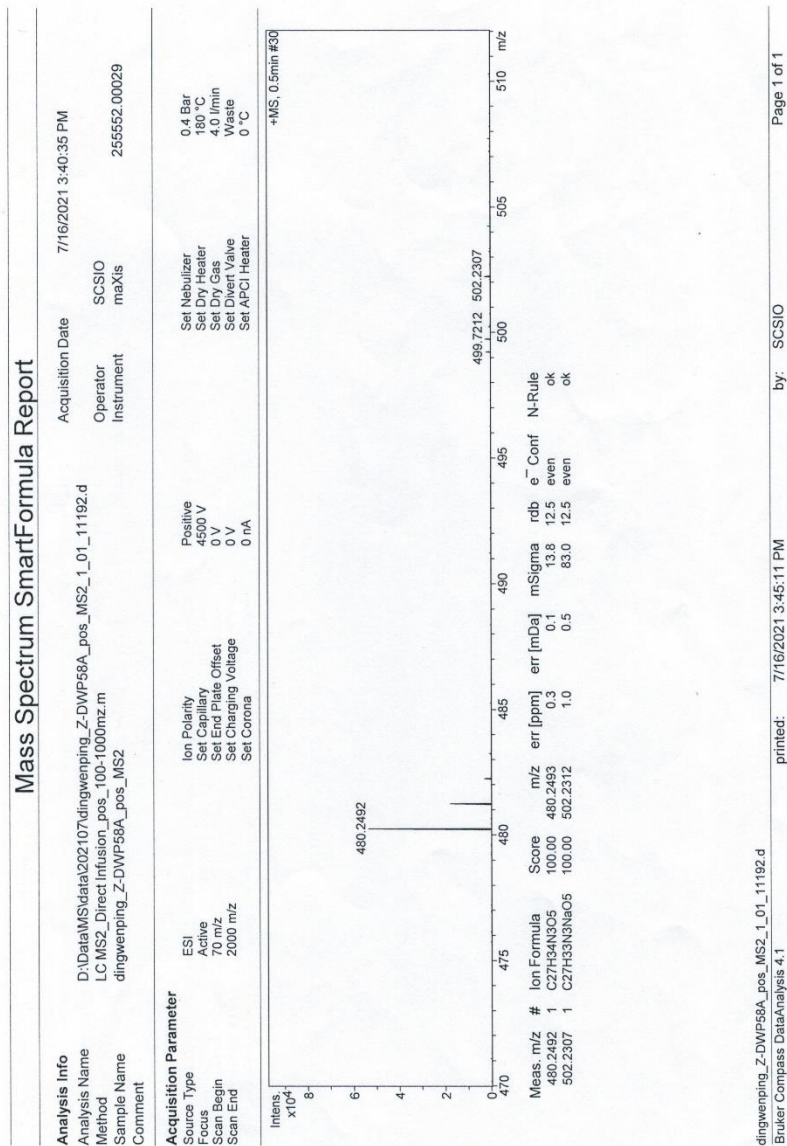 Mass Spectrum SmartFormula Report
Analysis Info Acquisition Date 7/16/2021 3:40:35 PM
Analysis Name D:\Data\MS\data\202107\dingwenping_Z-DWP58A_pos_MS2_1_01_11192.d
Method LC MS2_Direct Infusion_pos_100-1000mz.m Operator SCSIO
Sample Name dingwenping_Z-DWP58A_pos_MS2 Instrument maXis 255552.00029
Comment
Acquisition Parameter
Source Type ESI Ion Polarity Positive Set Nebulizer 0.4 Bar
Focus Active Set Capillary 4500 V Set Dry Heater 180 °C
Scan Begin 70 m/z Set End Plate Offset 0 V Set Dry Gas 4.0 l/min
Scan End 2000 m/z Set Charging Voltage 0 V Set Divert Valve Waste
Set Corona 0 nA Set APCI Heater 0 °C
Intens.
x10⁴
+MS, 0.5min #30
8
6
4
2
0
480.2492
499.7212 502.2307
470 475 480 485 490 495 500 505 510 m/z
Meas. m/z # Ion Formula Score m/z err [ppm] err [mDa] mSigma rdb e⁻ Conf N-Rule
480.2492 1 C27H34N3O5 100.00 480.2493 0.3 0.1 13.8 12.5 even ok
502.2307 1 C27H33N3NaO5 100.00 502.2312 1.0 0.5 83.0 12.5 even ok
dingwenping_Z-DWP58A_pos_MS2_1_01_11192.d
Bruker Compass DataAnalysis 4.1 printed: 7/16/2021 3:45:11 PM by: SCSIO Page 1 of 1